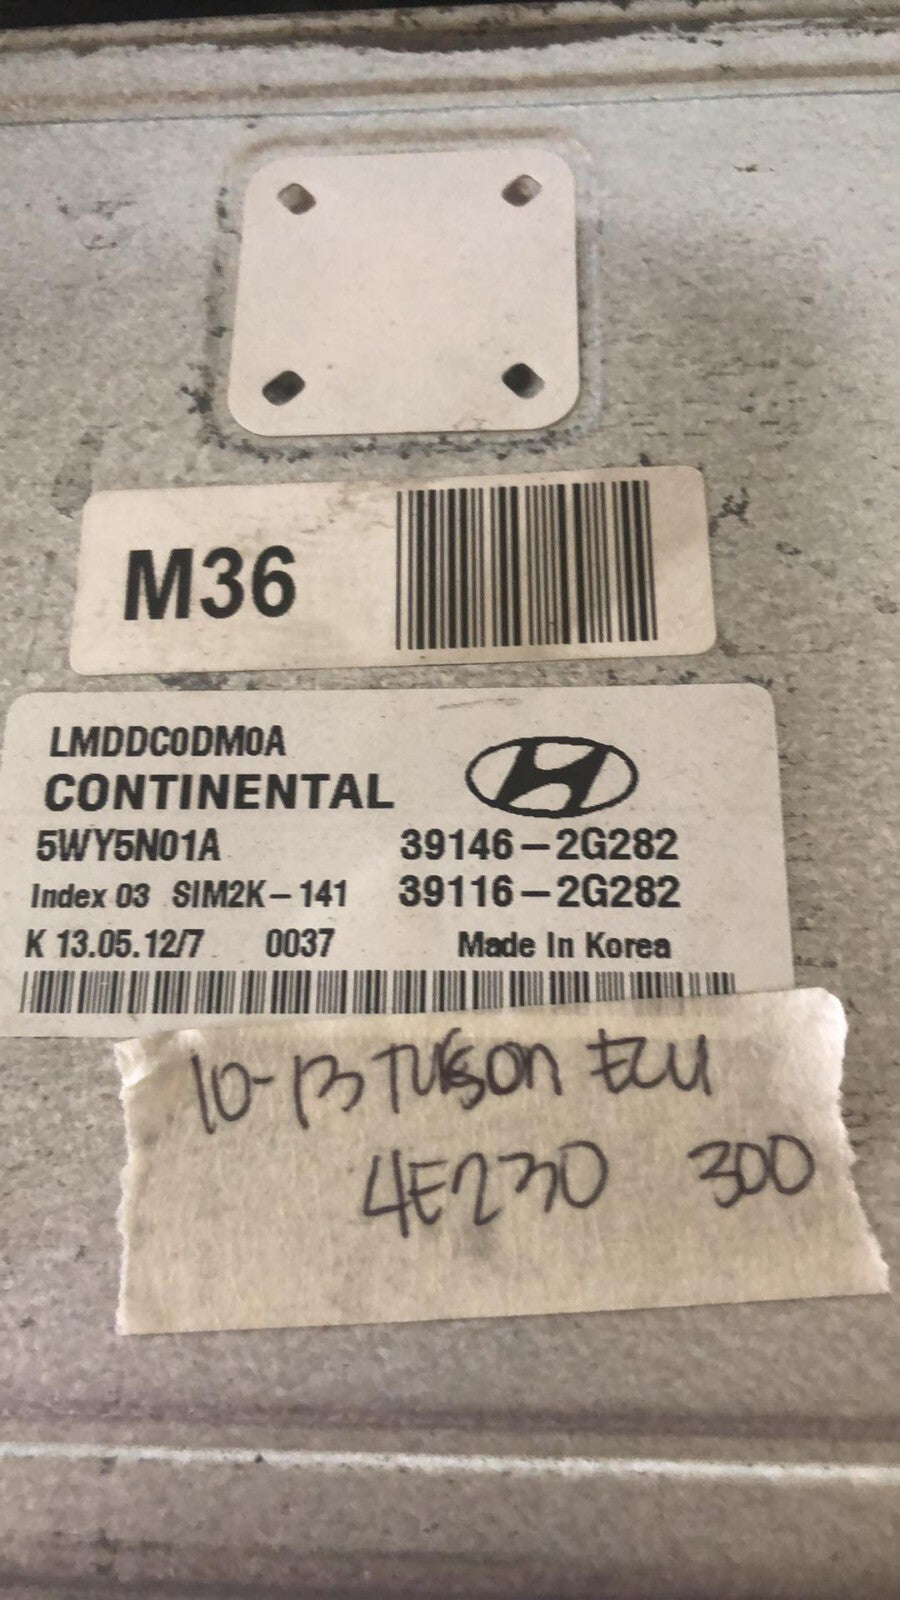 M36
LMDDC0DM0A
CONTINENTAL
5WY5N01A 39146-2G282
Index 03 SIM2K-141 39116-2G282
K 13.05.12/7 0037 Made In Korea
10-13 Tucson ECU
4E230 300